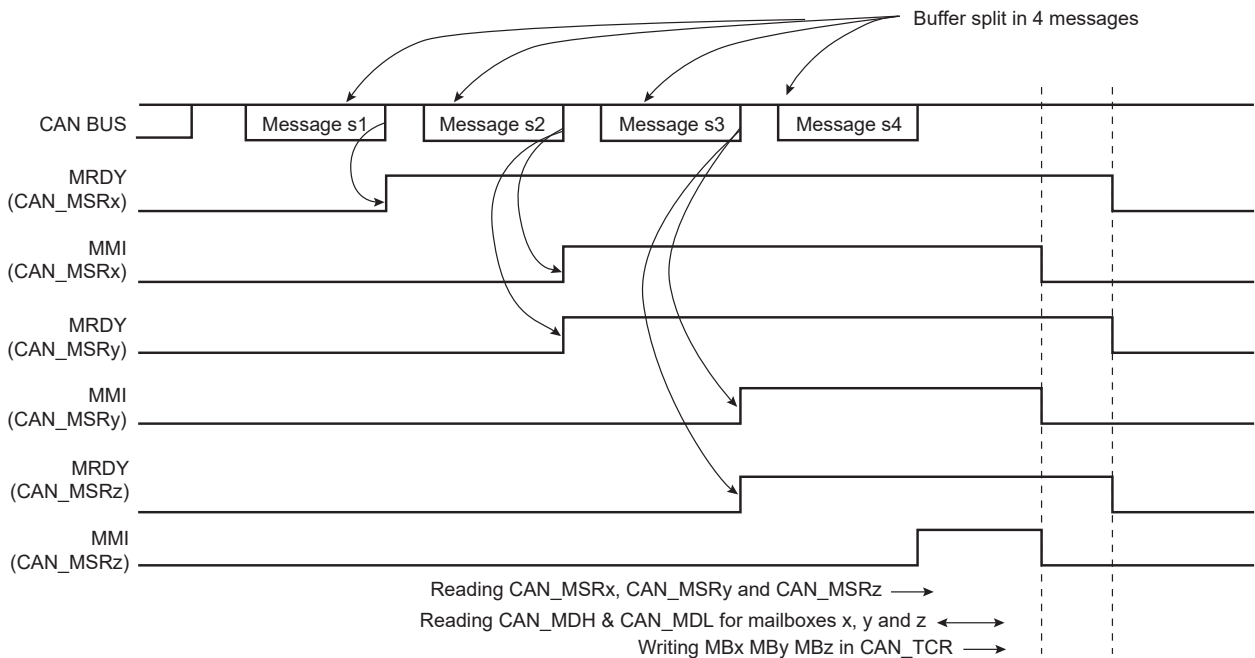 Buffer split in 4 messages
CAN BUS
Message s1
Message s2
Message s3
Message s4
MRDY
(CAN_MSRx)
MMI
(CAN_MSRx)
MRDY
(CAN_MSRy)
MMI
(CAN_MSRy)
MRDY
(CAN_MSRz)
MMI
(CAN_MSRz)
Reading CAN_MSRx, CAN_MSRy and CAN_MSRz
Reading CAN_MDH & CAN_MDL for mailboxes x, y and z
Writing MBx MBy MBz in CAN_TCR